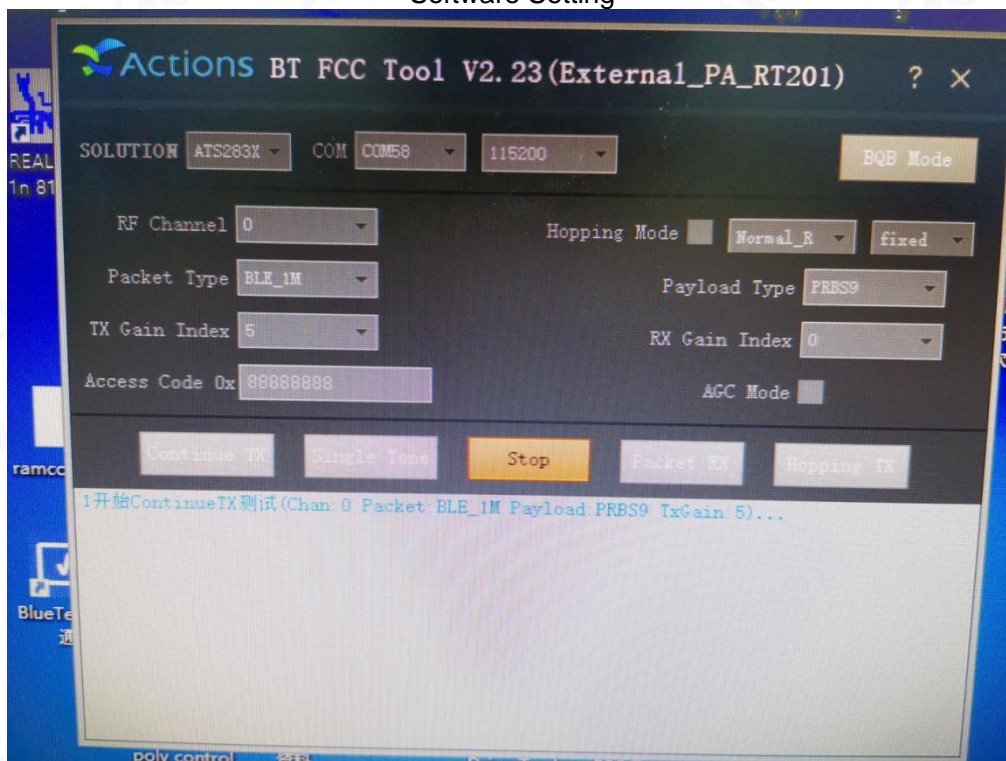 Software Setting
Actions BT FCC Tool V2.23(External_PA_RT201) ? ×
REAL
1n 81
SOLUTION ATS283X COM COM58 115200 BQB Mode
RF Channel 0 Hopping Mode Normal_R fixed
Packet Type BLE_1M Payload Type PRBS9
TX Gain Index 5 RX Gain Index 0
Access Code 0x 88888888 AGC Mode
Continue TX Single Tone Stop Packet RX Hopping TX
ramcc
1开始ContinueTX测试(Chan:0 Packet:BLE_1M Payload:PRBS9 TxGain:5)...
BlueTe
通
poly control